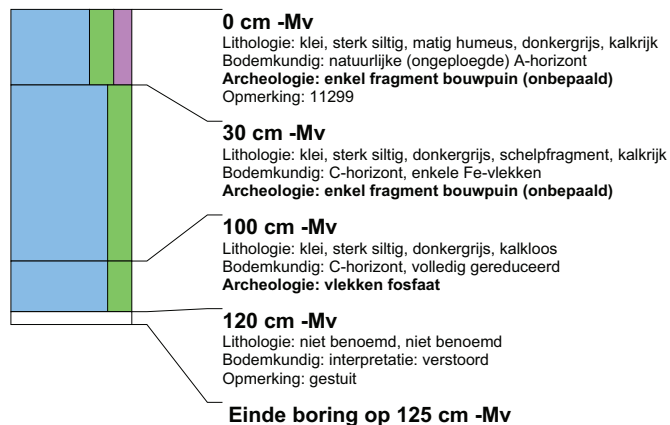 0 cm -Mv
Lithologie: klei, sterk siltig, matig humeus, donkergrijs, kalkrijk
Bodemkundig: natuurlijke (ongeploegde) A-horizont
Archeologie: enkel fragment bouwpuin (onbepaald)
Opmerking: 11299
30 cm -Mv
Lithologie: klei, sterk siltig, donkergrijs, schelpfragment, kalkrijk
Bodemkundig: C-horizont, enkele Fe-vlekken
Archeologie: enkel fragment bouwpuin (onbepaald)
100 cm -Mv
Lithologie: klei, sterk siltig, donkergrijs, kalkloos
Bodemkundig: C-horizont, volledig gereduceerd
Archeologie: vlekken fosfaat
120 cm -Mv
Lithologie: niet benoemd, niet benoemd
Bodemkundig: interpretatie: verstoord
Opmerking: gestuit
Einde boring op 125 cm -Mv